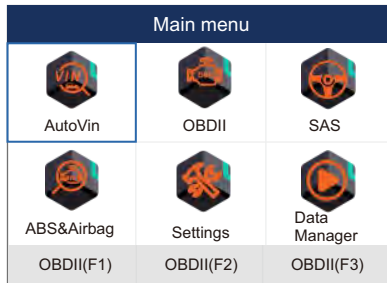 Main menu
VIN
AutoVin
OBDII
SAS
ABS&Airbag
Settings
Data
Manager
OBDII(F1)
OBDII(F2)
OBDII(F3)